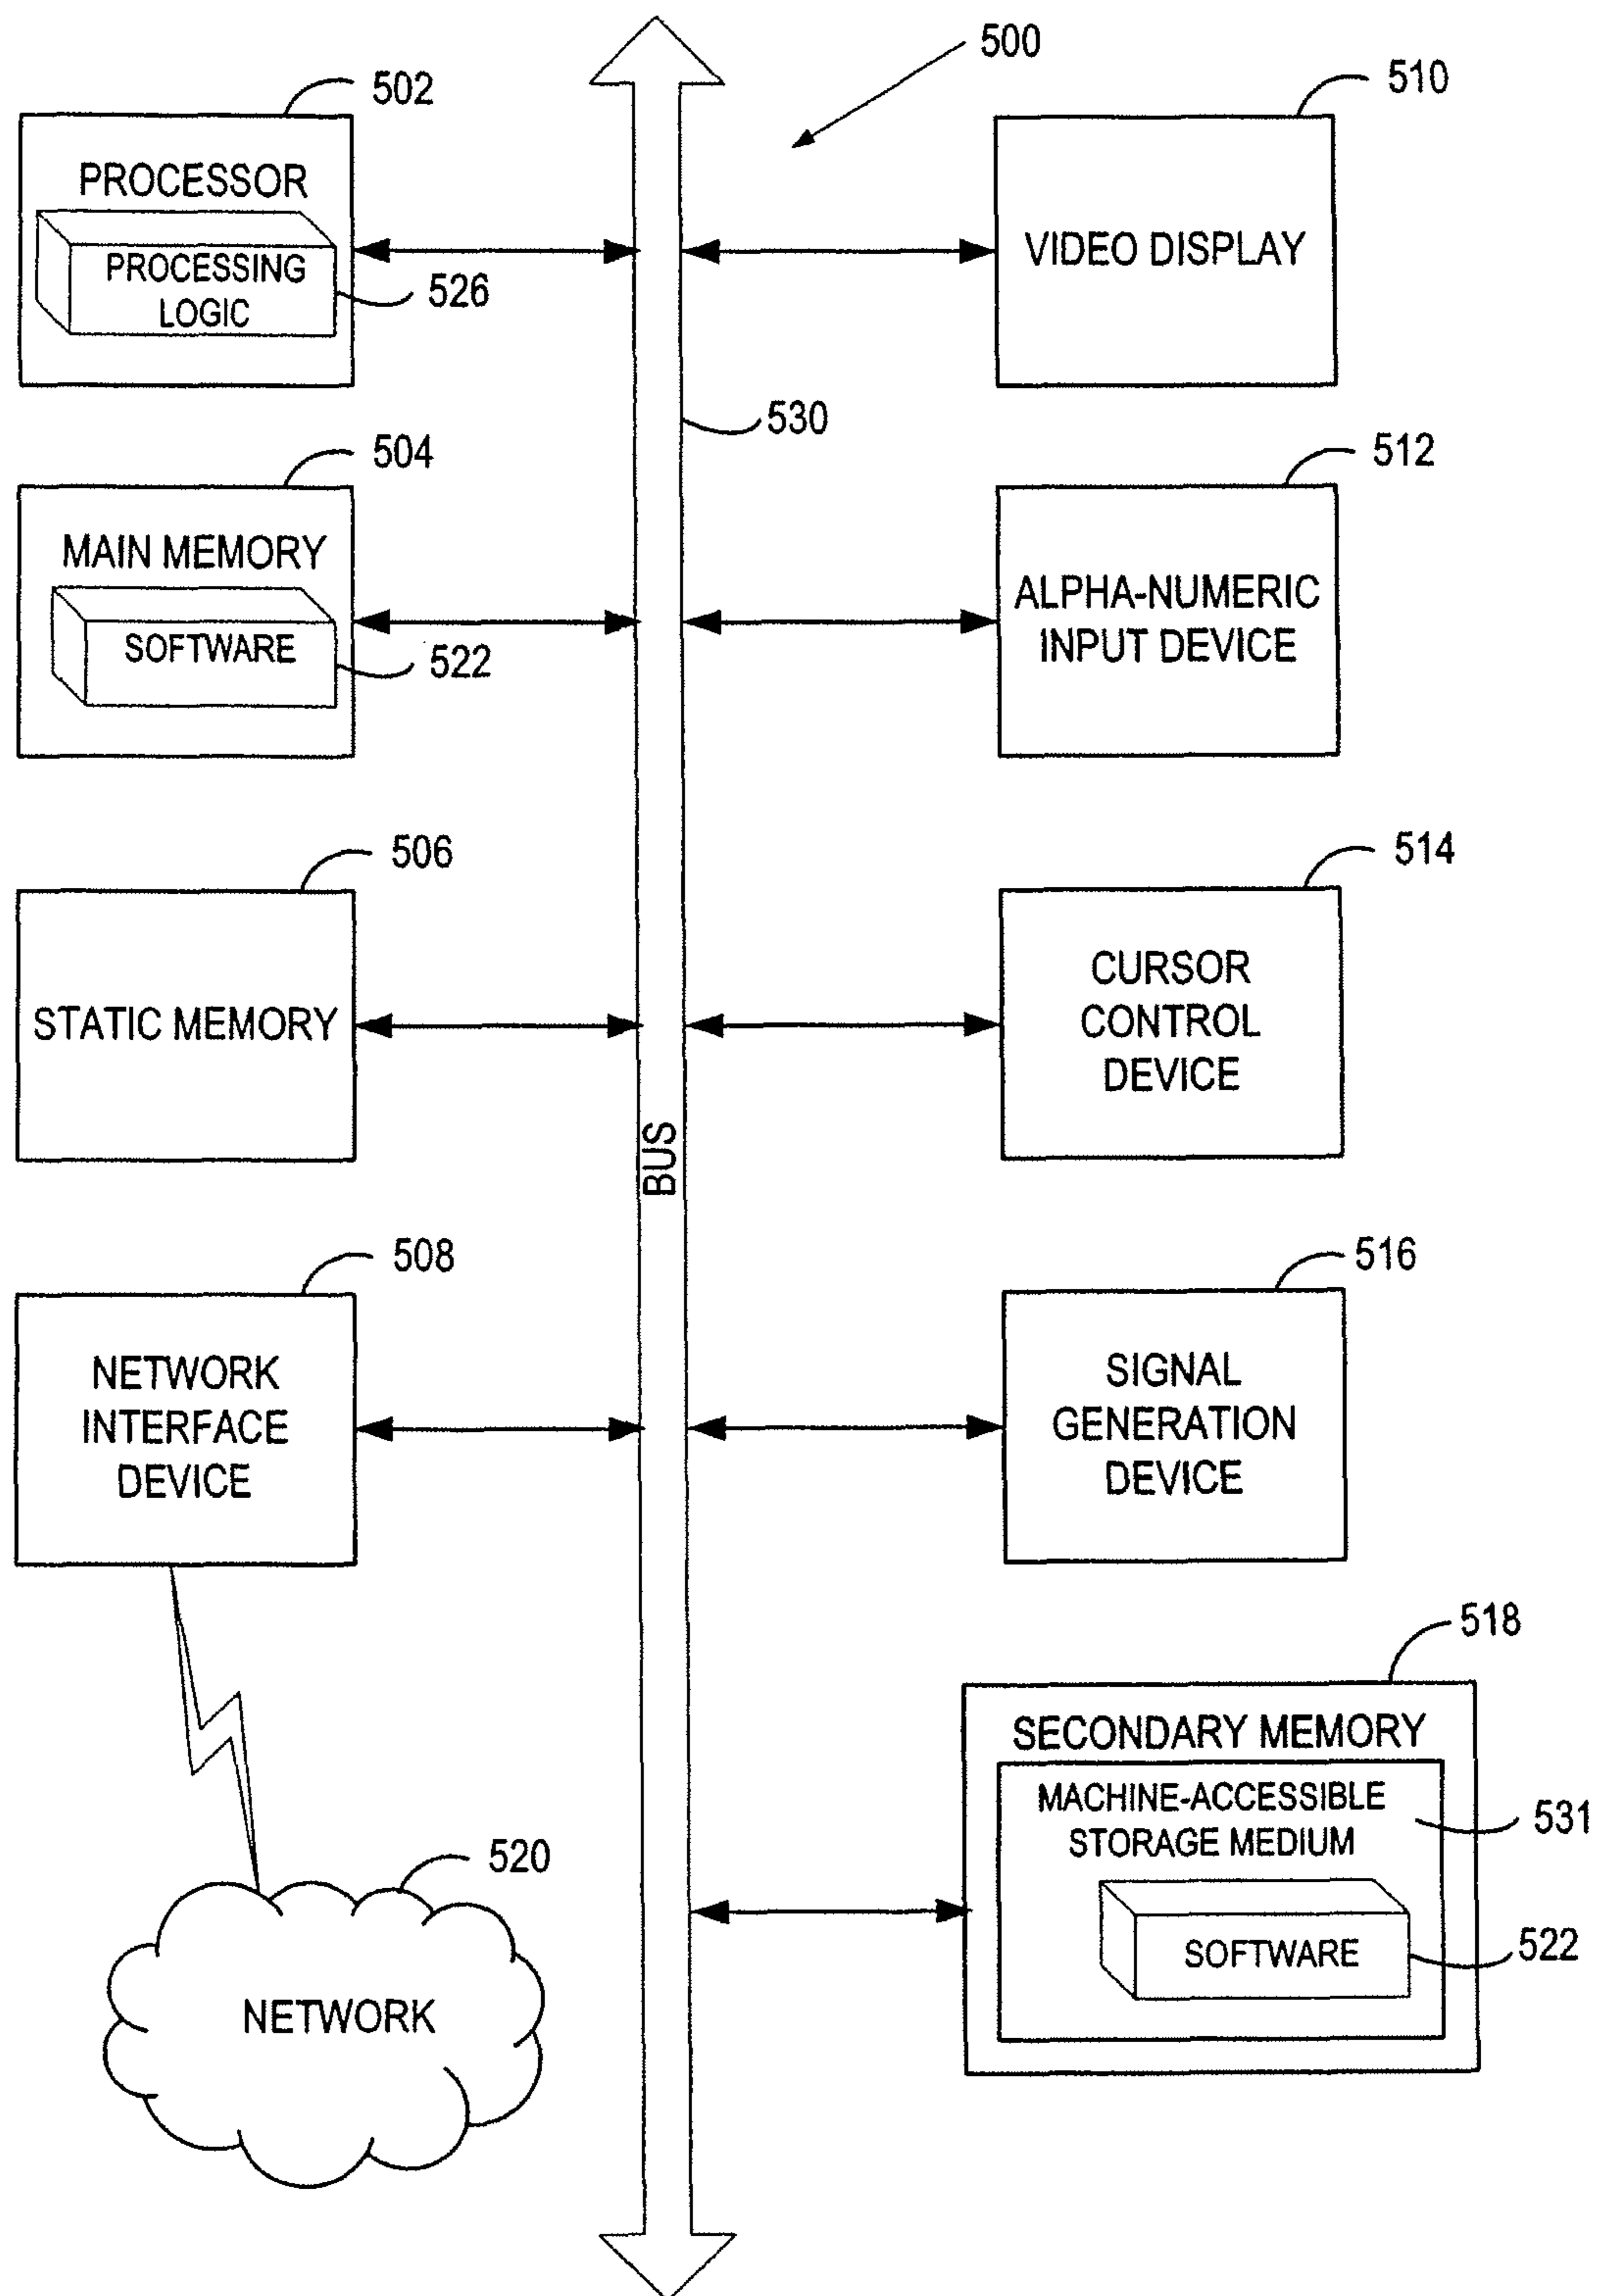 500
502
PROCESSOR
PROCESSING
LOGIC
526
510
VIDEO DISPLAY
530
504
MAIN MEMORY
SOFTWARE
522
512
ALPHA-NUMERIC
INPUT DEVICE
506
STATIC MEMORY
514
CURSOR
CONTROL
DEVICE
BUS
508
NETWORK
INTERFACE
DEVICE
516
SIGNAL
GENERATION
DEVICE
518
SECONDARY MEMORY
MACHINE-ACCESSIBLE
STORAGE MEDIUM
531
SOFTWARE
522
520
NETWORK